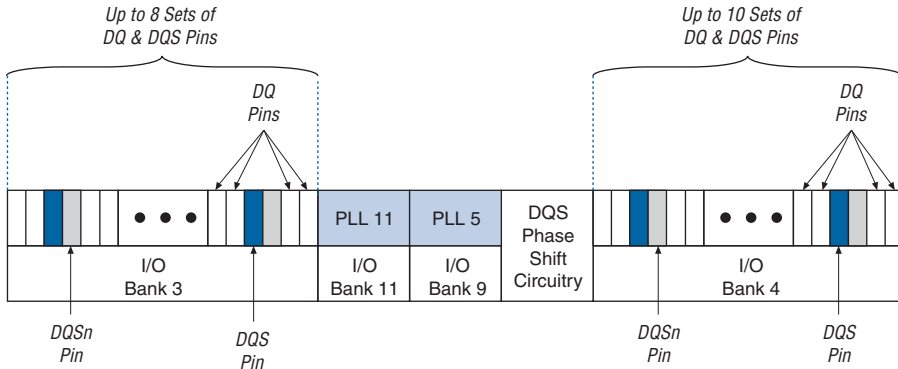 Up to 8 Sets of
DQ & DQS Pins
Up to 10 Sets of
DQ & DQS Pins
DQ
Pins
DQ
Pins
PLL 11
PLL 5
DQS
Phase
Shift
Circuitry
I/O
Bank 3
I/O
Bank 11
I/O
Bank 9
I/O
Bank 4
DQSn
Pin
DQS
Pin
DQSn
Pin
DQS
Pin